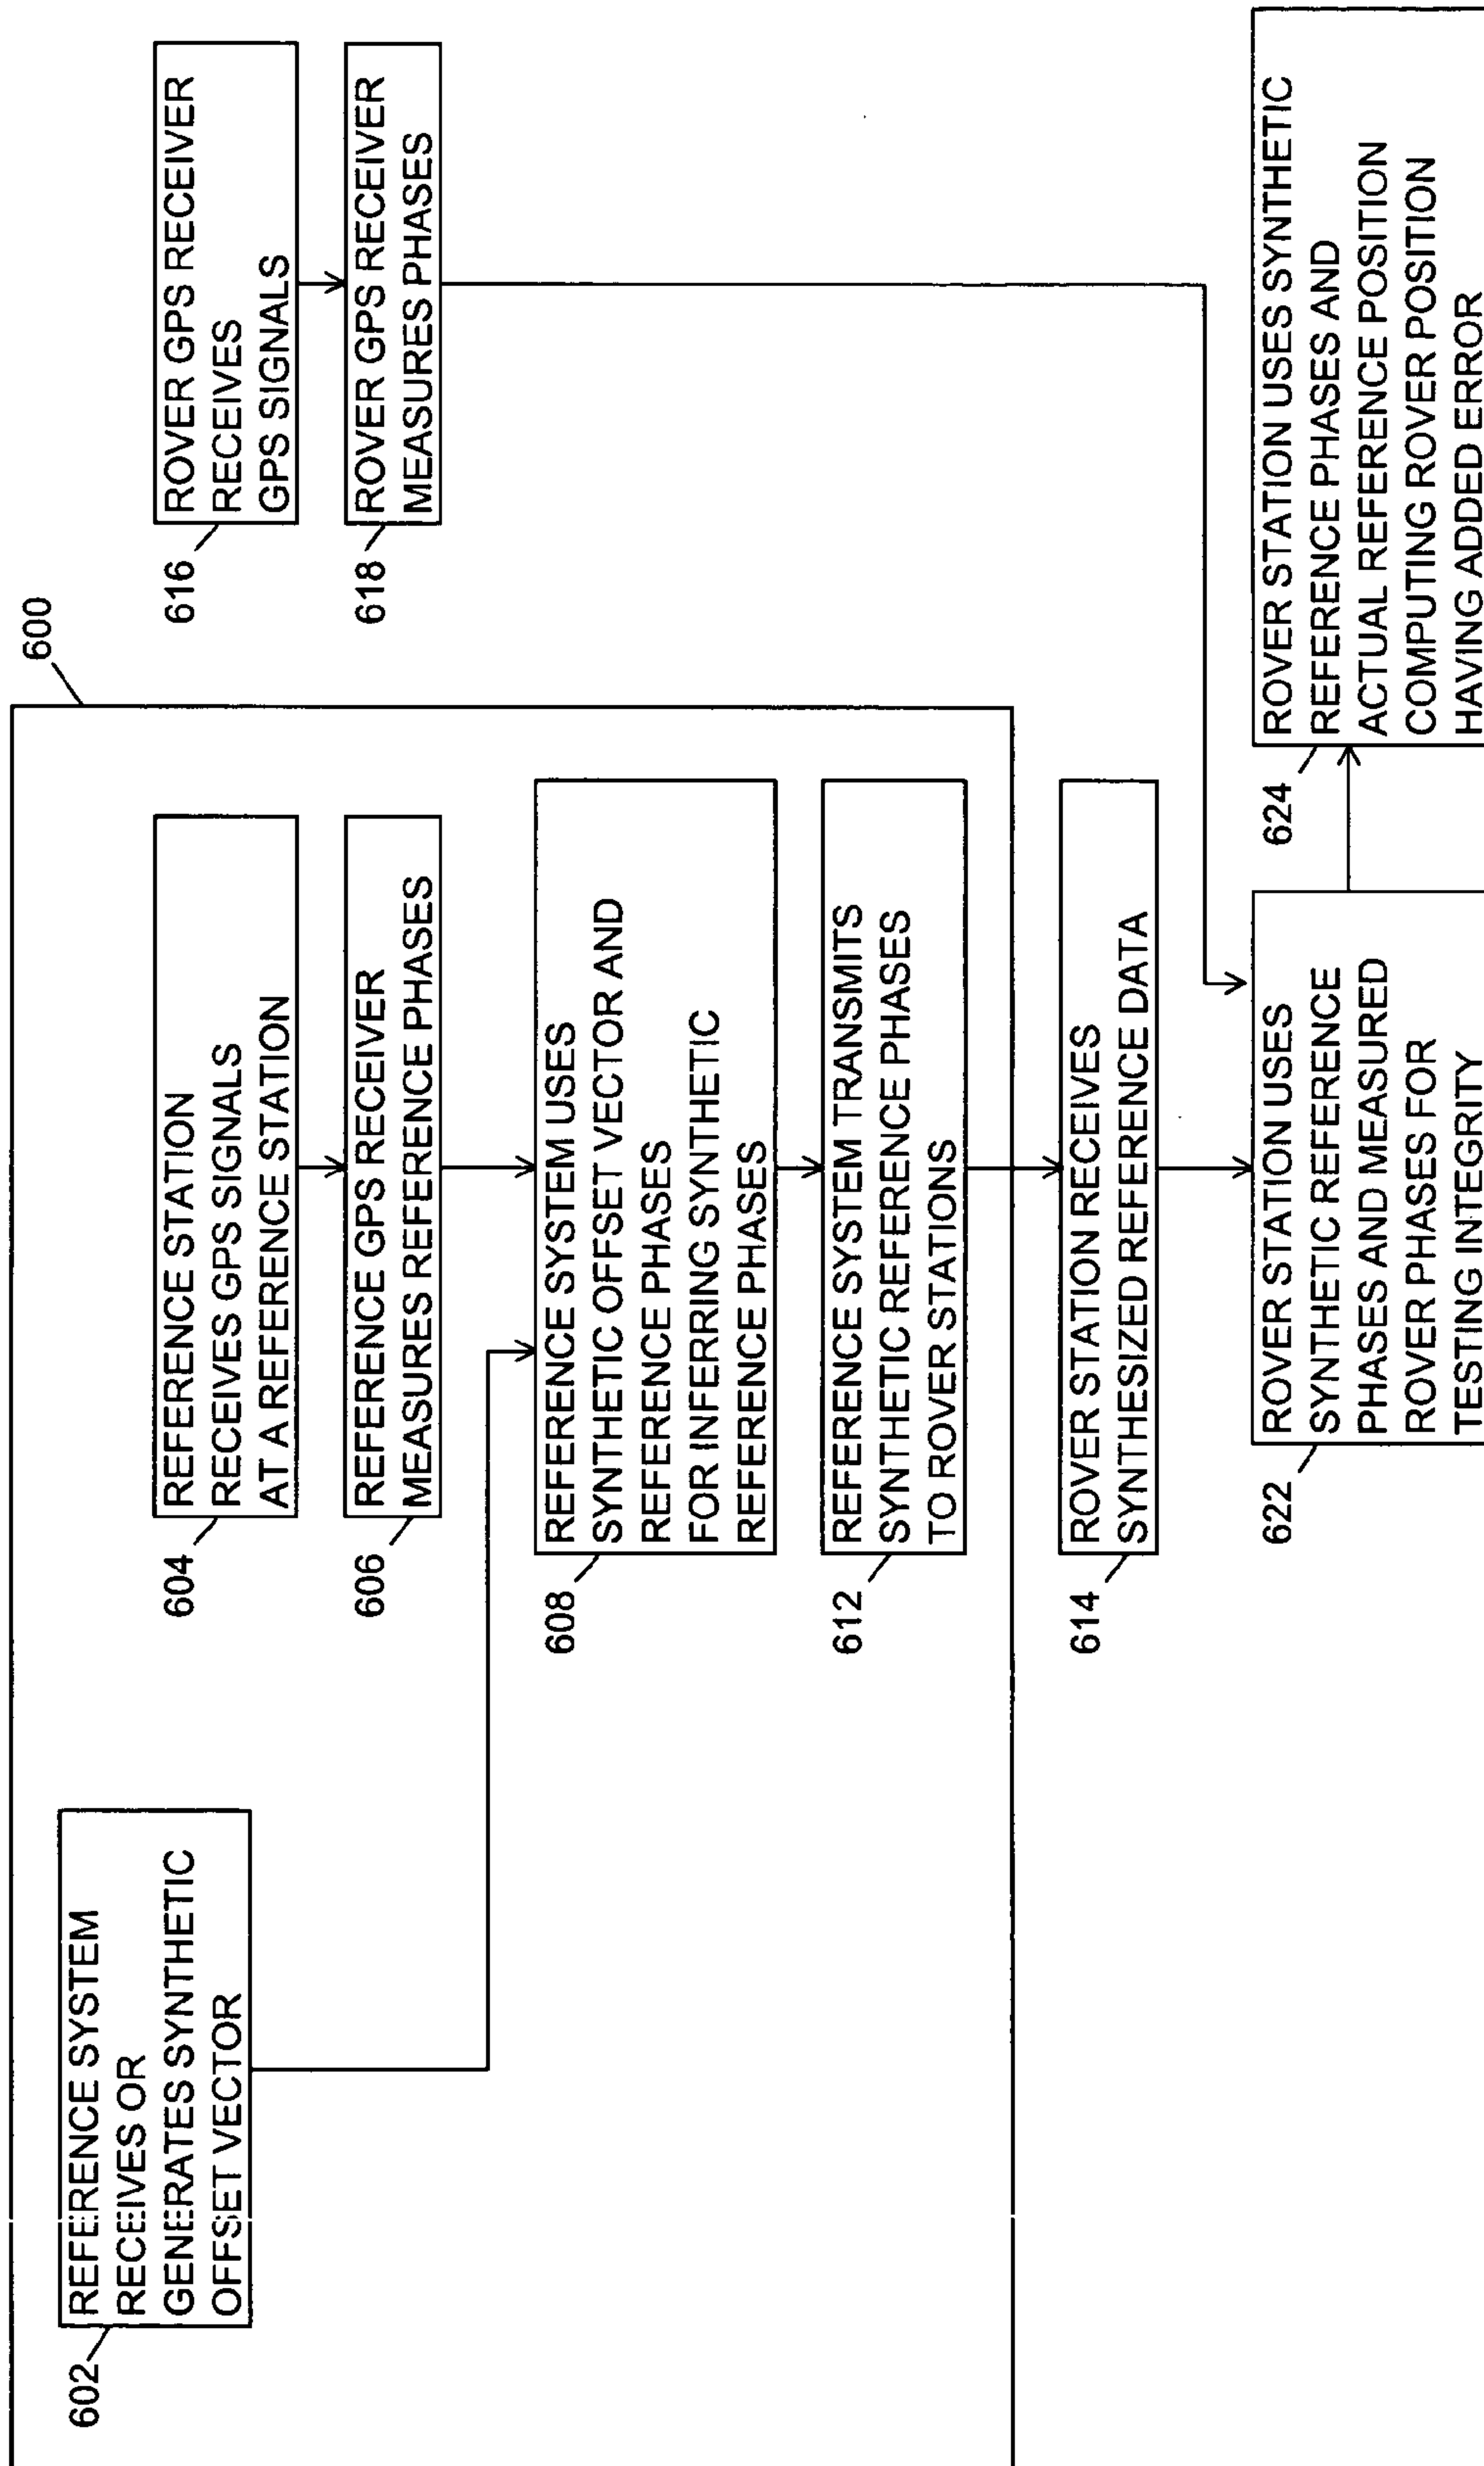 600
602
REFERENCE SYSTEM
RECEIVES OR
GENERATES SYNTHETIC
OFFSET VECTOR
604
REFERENCE STATION
RECEIVES GPS SIGNALS
AT A REFERENCE STATION
606
REFERENCE GPS RECEIVER
MEASURES REFERENCE PHASES
608
REFERENCE SYSTEM USES
SYNTHETIC OFFSET VECTOR AND
REFERENCE PHASES
FOR INFERRING SYNTHETIC
REFERENCE PHASES
612
REFERENCE SYSTEM TRANSMITS
SYNTHETIC REFERENCE PHASES
TO ROVER STATIONS
614
ROVER STATION RECEIVES
SYNTHESIZED REFERENCE DATA
616
ROVER GPS RECEIVER
RECEIVES
GPS SIGNALS
618
ROVER GPS RECEIVER
MEASURES PHASES
622
ROVER STATION USES
SYNTHETIC REFERENCE
PHASES AND MEASURED
ROVER PHASES FOR
TESTING INTEGRITY
624
ROVER STATION USES SYNTHETIC
REFERENCE PHASES AND
ACTUAL REFERENCE POSITION
COMPUTING ROVER POSITION
HAVING ADDED ERROR